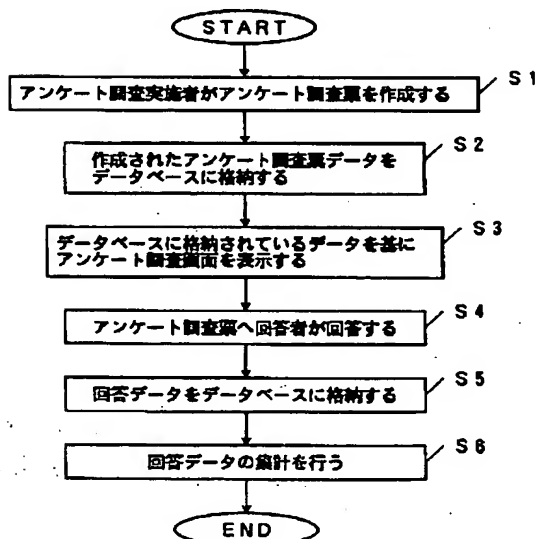 START
S1
アンケート調査実施者がアンケート調査票を作成する
S2
作成されたアンケート調査票データを
データベースに格納する
S3
データベースに格納されているデータを基に
アンケート調査画面を表示する
S4
アンケート調査票へ回答者が回答する
S5
回答データをデータベースに格納する
S6
回答データの集計を行う
END